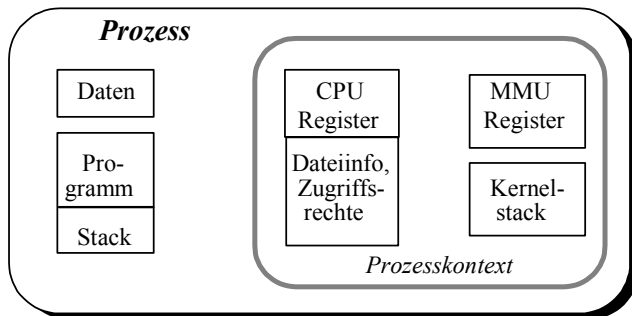 Prozess
Daten
Pro-
gramm
Stack
CPU
Register
Dateiinfo,
Zugriffs-
rechte
MMU
Register
Kernel-
stack
Prozesskontext